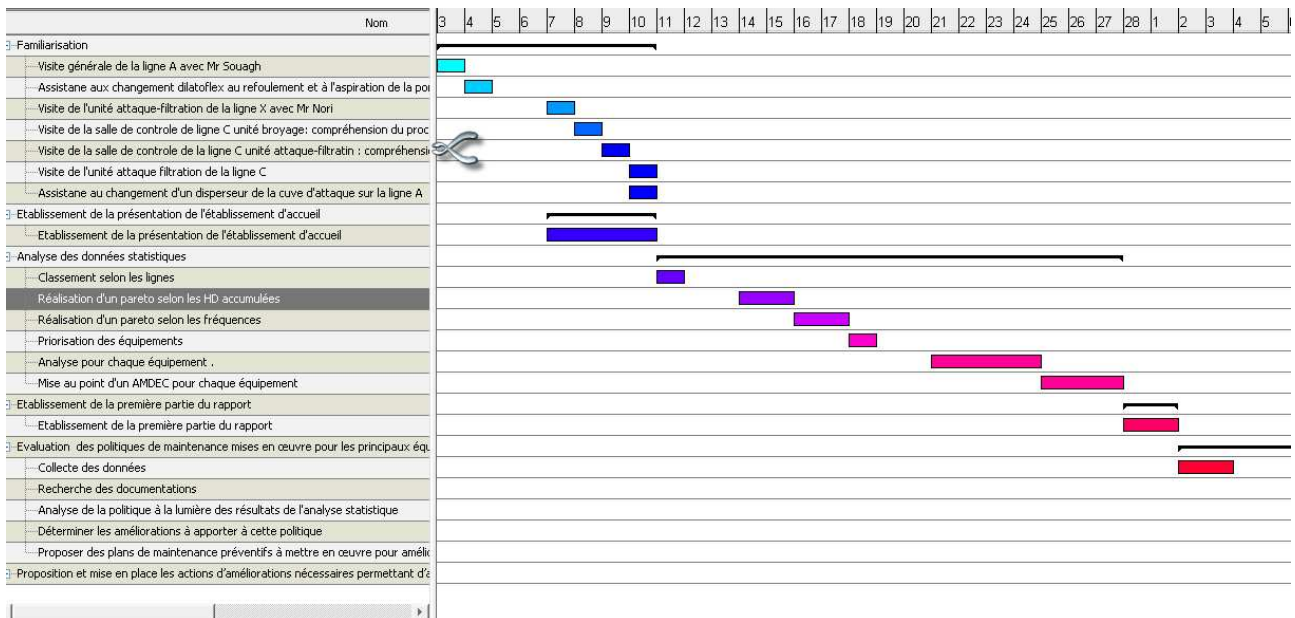 Nom
3 4 5 6 7 8 9 10 11 12 13 14 15 16 17 18 19 20 21 22 23 24 25 26 27 28 1 2 3 4 5
Familiarisation
Visite générale de la ligne A avec Mr Souagh
Assistane aux changement dilatoflex au refoulement et à l'aspiration de la
Visite de l'unité attaque-filtration de la ligne X avec Mr Nori
Visite de la salle de controle de ligne C unité broyage: compréhension du
Visite de la salle de controle de la ligne C unité attaque-filtratin :
Visite de l'unité attaque filtration de la ligne C
Assistane au changement d'un disperseur de la cuve d'attaque sur la ligne A
Etablissement de la présentation de l'établissement d'accueil
Etablissement de la présentation de l'établissement d'accueil
Analyse des données statistiques
Classement selon les lignes
Réalisation d'un pareto selon les HD accumulées
Réalisation d'un pareto selon les fréquences
Priorisation des équipements
Analyse pour chaque équipement .
Mise au point d'un AMDEC pour chaque équipement
Etablissement de la première partie du rapport
Etablissement de la première partie du rapport
Evaluation des politiques de maintenance mises en œuvre pour les principaux
Collecte des données
Recherche des documentations
Analyse de la politique à la lumière des résultats de l'analyse statistique
Déterminer les améliorations à apporter à cette politique
Proposer des plans de maintenance préventifs à mettre en œuvre pour
Proposition et mise en place les actions d'améliorations nécessaires permettant